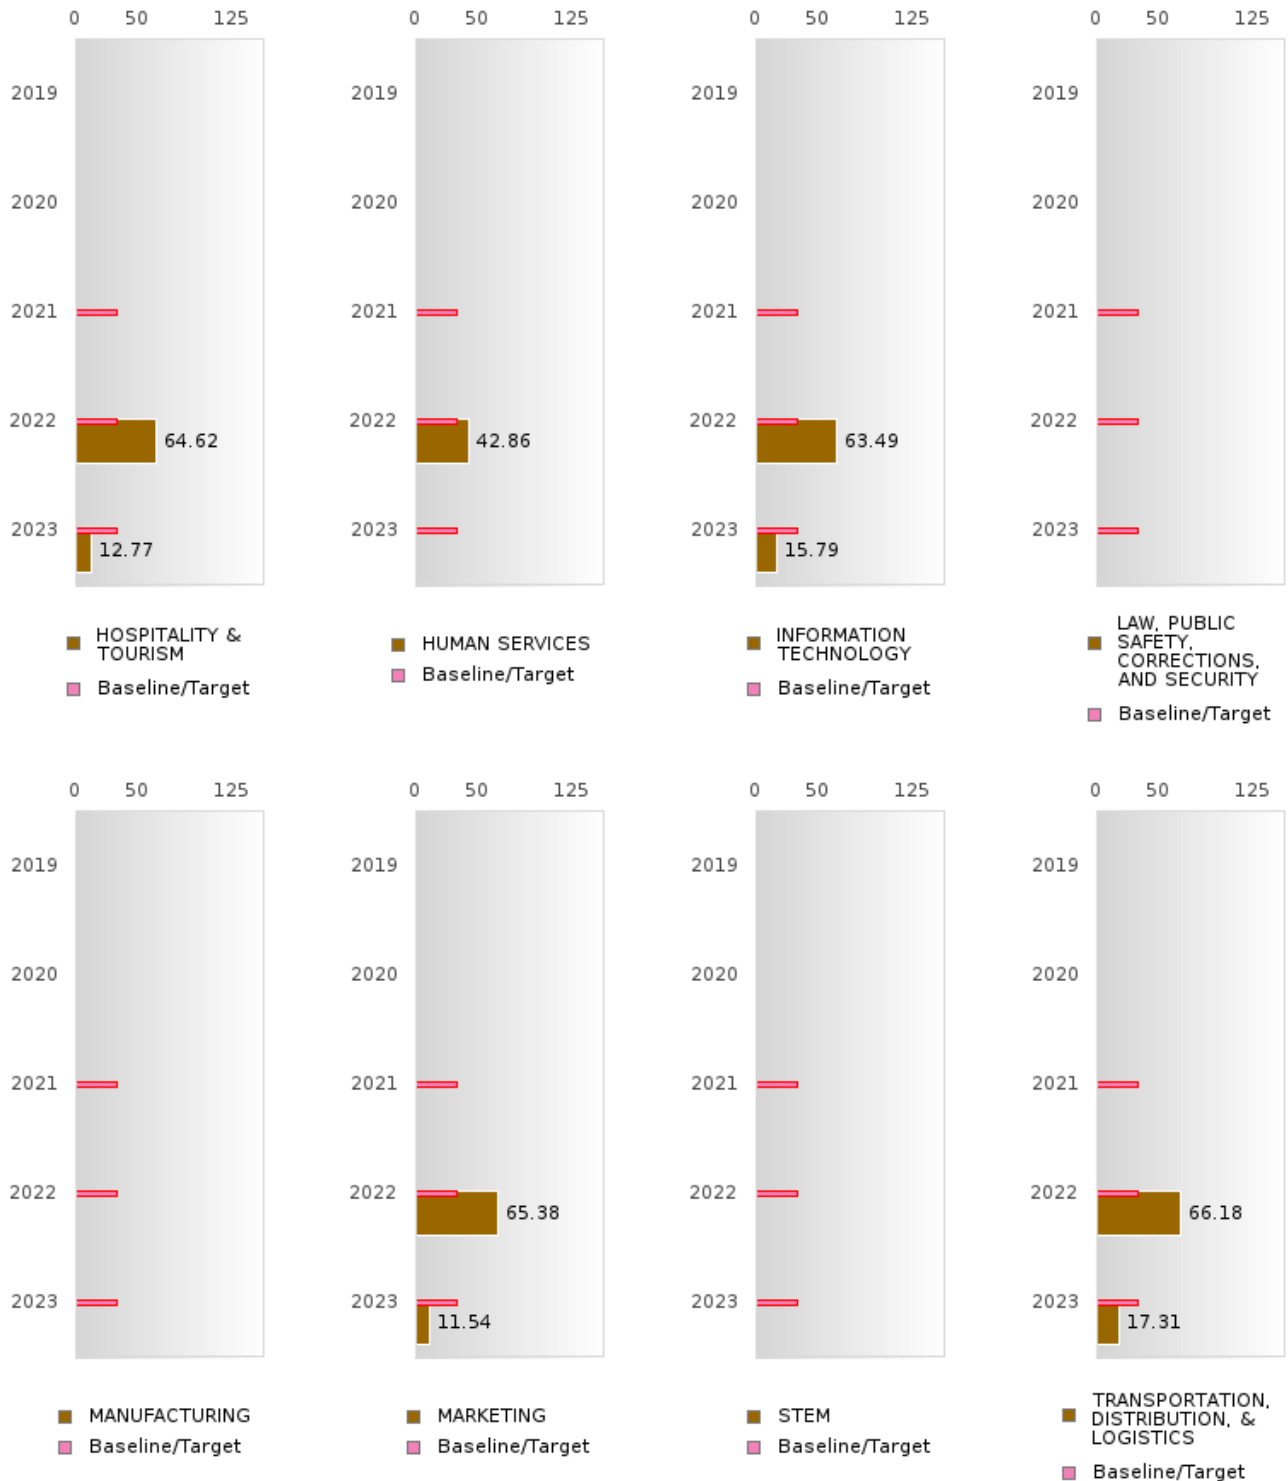 0 50 125 0 50 125 0 50 125 0 50 125
2019 2019 2019 2019
2020 2020 2020 2020
2021 2021 2021 2021
2022 64.62 2022 42.86 2022 63.49 2022
2023 12.77 2023 2023 15.79 2023
HOSPITALITY &
TOURISM
Baseline/Target
HUMAN SERVICES
Baseline/Target
INFORMATION
TECHNOLOGY
Baseline/Target
LAW, PUBLIC
SAFETY,
CORRECTIONS,
AND SECURITY
Baseline/Target
0 50 125 0 50 125 0 50 125 0 50 125
2019 2019 2019 2019
2020 2020 2020 2020
2021 2021 2021 2021
2022 2022 65.38 2022 2022 66.18
2023 2023 11.54 2023 2023 17.31
MANUFACTURING
Baseline/Target
MARKETING
Baseline/Target
STEM
Baseline/Target
TRANSPORTATION,
DISTRIBUTION, &
LOGISTICS
Baseline/Target